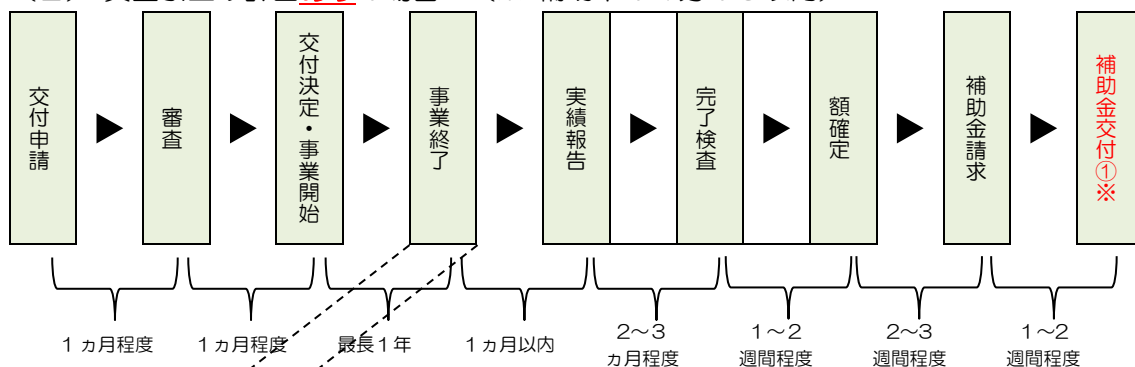 交付申請
審査
交付決定・事業開始
事業終了
実績報告
完了検査
額確定
補助金請求
補助金交付①※
１ヵ月程度
１ヵ月程度
最長１年
１ヵ月以内
２～３
ヵ月程度
１～２
週間程度
２～３
週間程度
１～２
週間程度